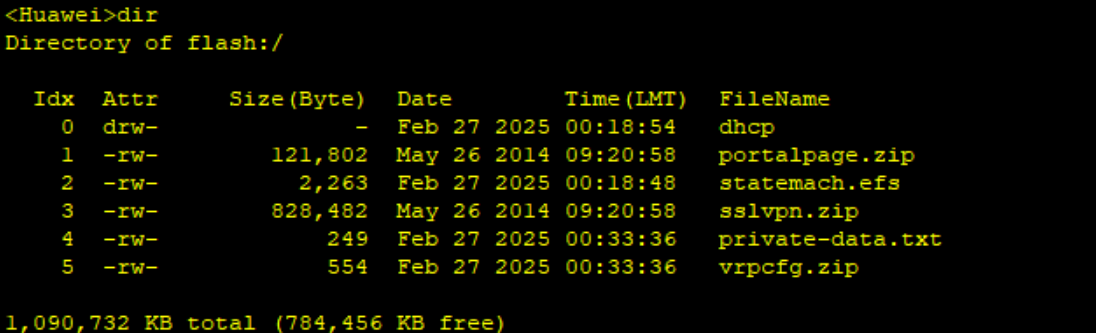 <Huawei>dir
Directory of flash:/
Idx Attr Size(Byte) Date Time(LMT) FileName
0 drw- - Feb 27 2025 00:18:54 dhcp
1 -rw- 121,802 May 26 2014 09:20:58 portalpage.zip
2 -rw- 2,263 Feb 27 2025 00:18:48 statemach.efs
3 -rw- 828,482 May 26 2014 09:20:58 sslvpn.zip
4 -rw- 249 Feb 27 2025 00:33:36 private-data.txt
5 -rw- 554 Feb 27 2025 00:33:36 vrpcfg.zip
1,090,732 KB total (784,456 KB free)